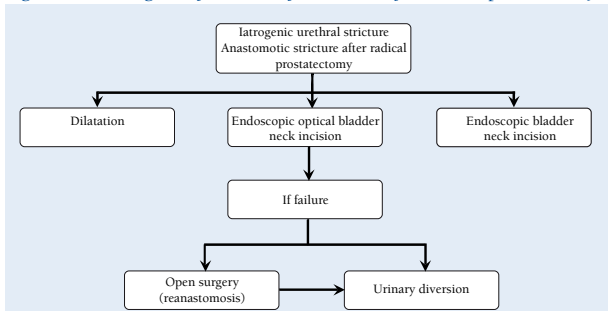 Iatrogenic urethral stricture
Anastomotic stricture after radical
prostatectomy
Dilatation
Endoscopic optical bladder
neck incision
Endoscopic bladder
neck incision
If failure
Open surgery
(reanastomosis)
Urinary diversion